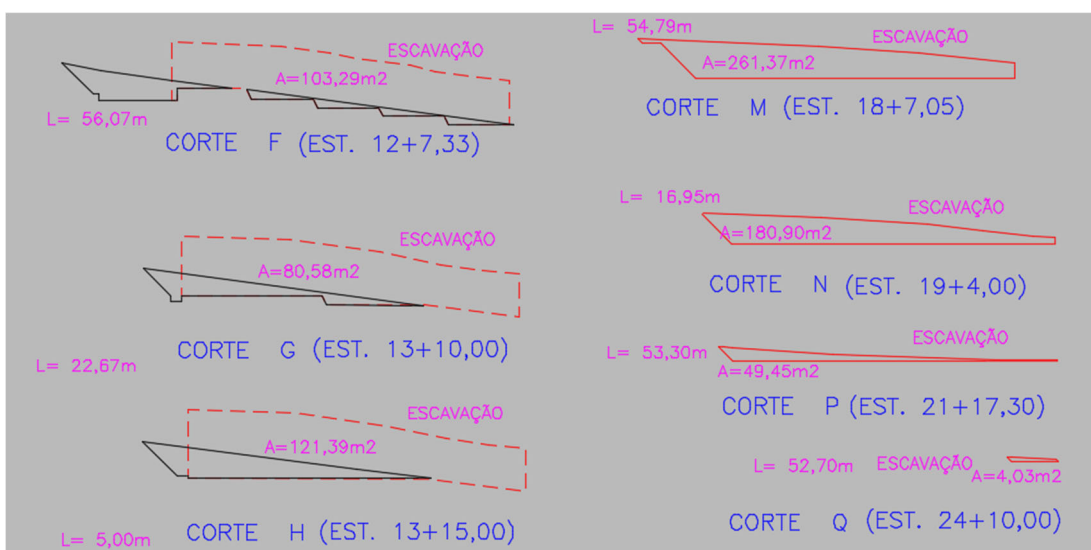 ESCAVAÇÃO
A=103,29m2
L= 56,07m
CORTE F (EST. 12+7,33)
ESCAVAÇÃO
A=80,58m2
CORTE G (EST. 13+10,00)
L= 22,67m
ESCAVAÇÃO
A=121,39m2
CORTE H (EST. 13+15,00)
L= 5,00m
L= 54,79m
ESCAVAÇÃO
A=261,37m2
CORTE M (EST. 18+7,05)
L= 16,95m
ESCAVAÇÃO
A=180,90m2
CORTE N (EST. 19+4,00)
ESCAVAÇÃO
L= 53,30m
A=49,45m2
CORTE P (EST. 21+17,30)
L= 52,70m ESCAVAÇÃO
A=4,03m2
CORTE Q (EST. 24+10,00)